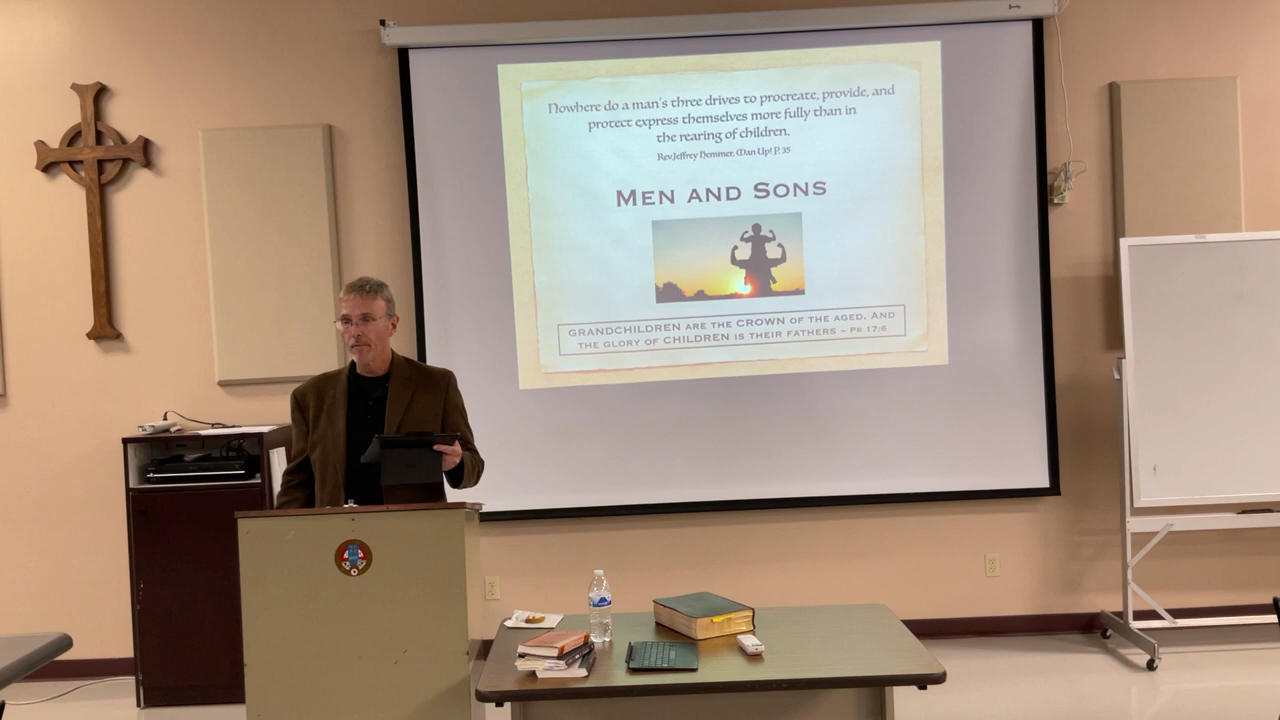 Nowhere do a man's three drives to procreate, provide, and
protect express themselves more fully than in
the rearing of children.
Rev.Jeffrey Hemmer, Man Up! P. 35
MEN AND SONS
GRANDCHILDREN ARE THE CROWN OF THE AGED, AND
THE GLORY OF CHILDREN IS THEIR FATHERS ~ PR 17:6